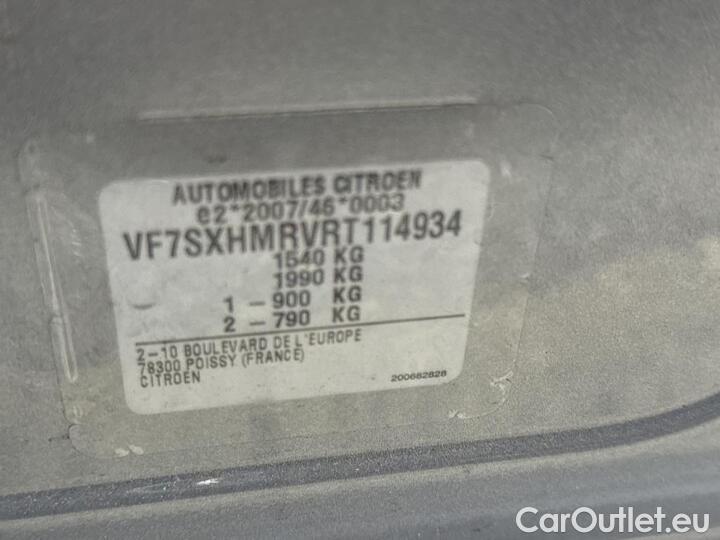 AUTOMOBILES CITROEN
e2*2007/46*0003
VF7SXHMRVRT114934
1540 KG
1990 KG
1 - 900 KG
2 - 790 KG
2-10 BOULEVARD DE L'EUROPE
78300 POISSY (FRANCE)
CITROEN
200682828
CarOutlet.eu